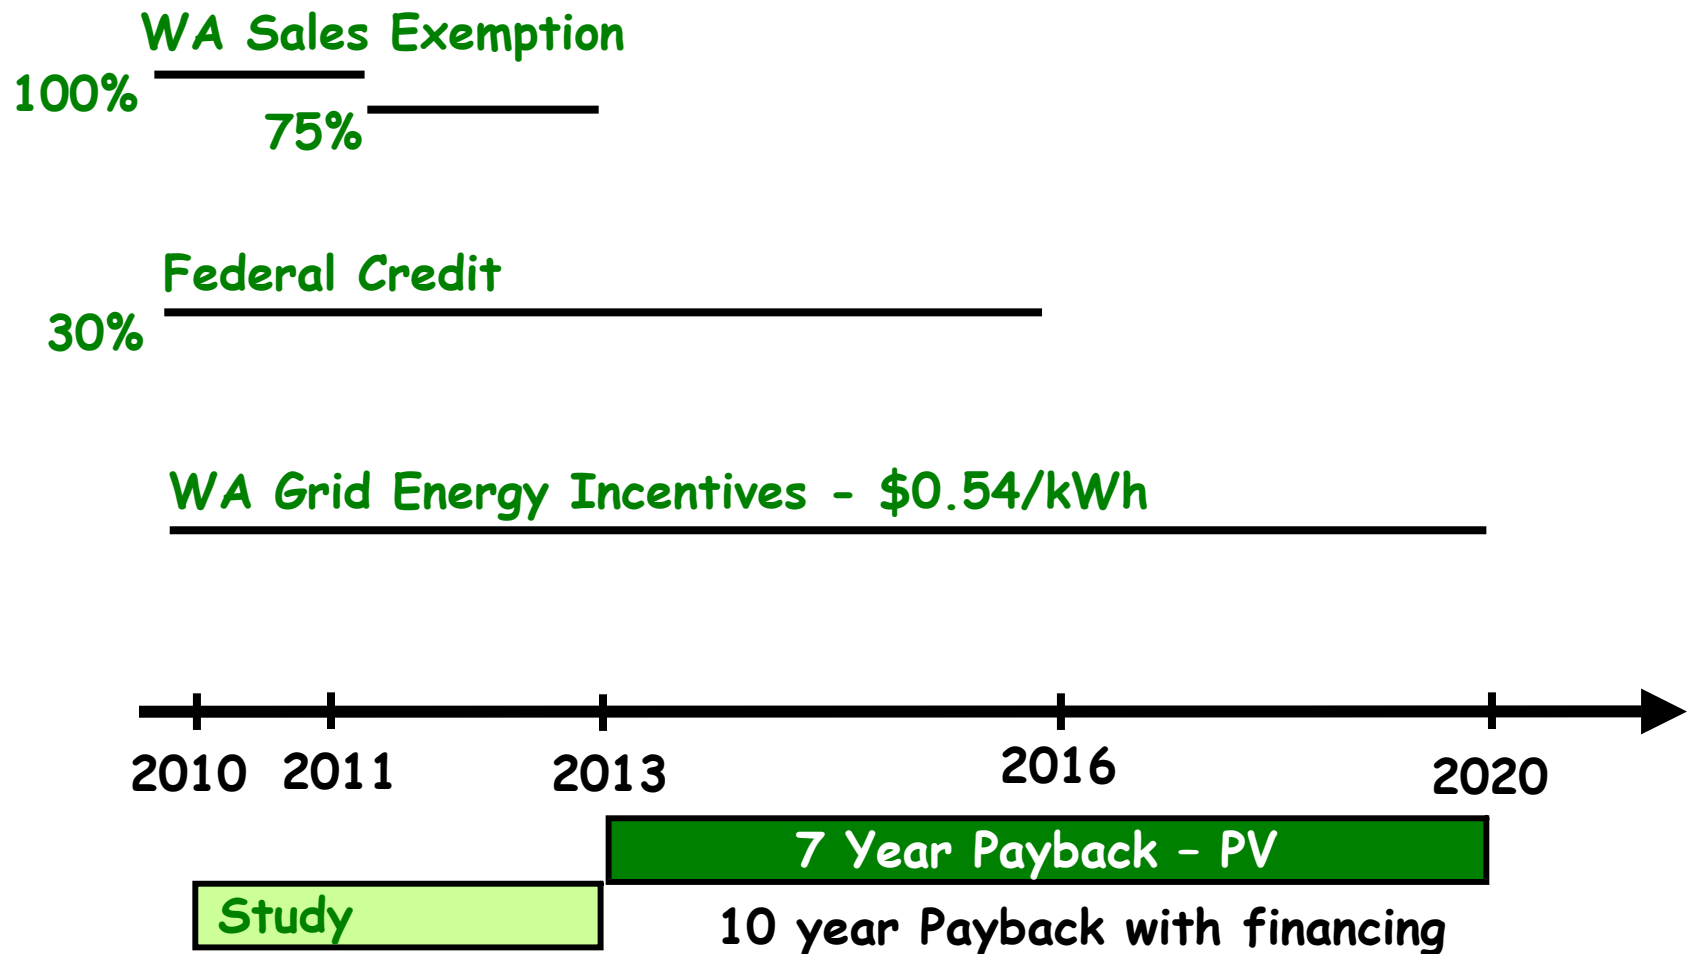 WA Sales Exemption
100%
75%
Federal Credit
30%
WA Grid Energy Incentives - $0.54/kWh
2010 2011 2013 2016 2020
7 Year Payback – PV
Study
10 year Payback with financing